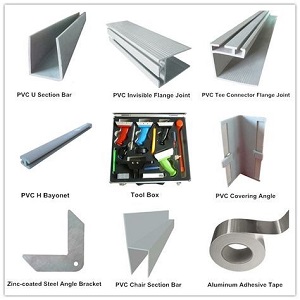 PVC U Section Bar
PVC Invisible Flange Joint
PVC Tee Connector Flange Joint
PVC H Bayonet
Tool Box
PVC Covering Angle
Zinc-coated Steel Angle Bracket
PVC Chair Section Bar
Aluminum Adhesive Tape